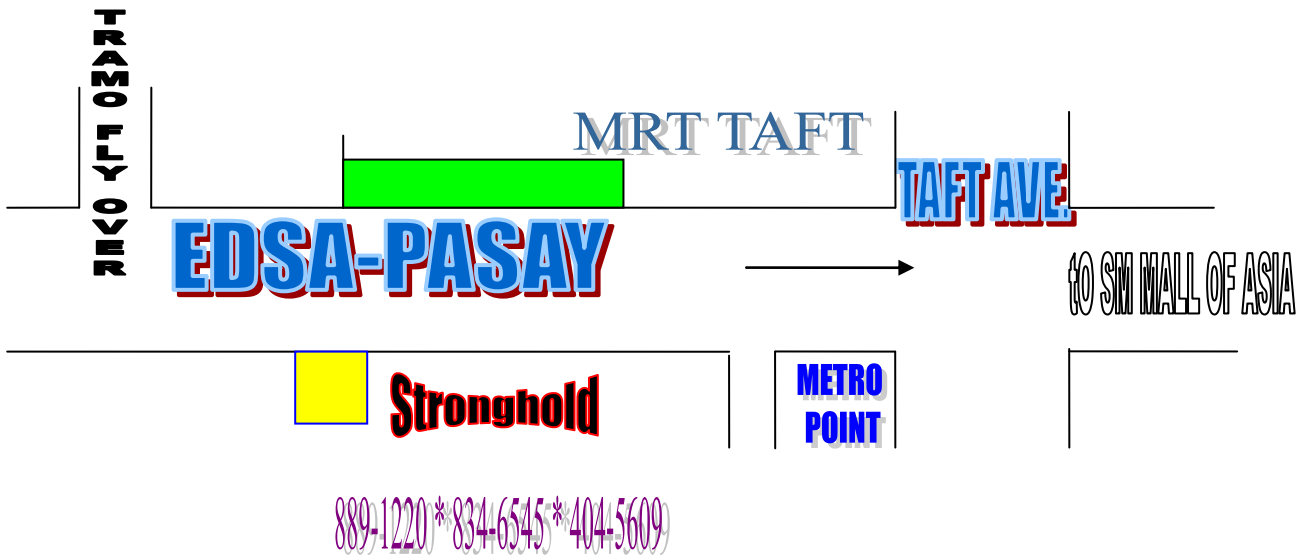 TRAMO FLY OVER
MRT TAFT
TAFT AVE.
EDSA-PASAY
tO SM MALL OF ASIA
Stronghold
METRO
POINT
889-1220*834-6545*404-5609